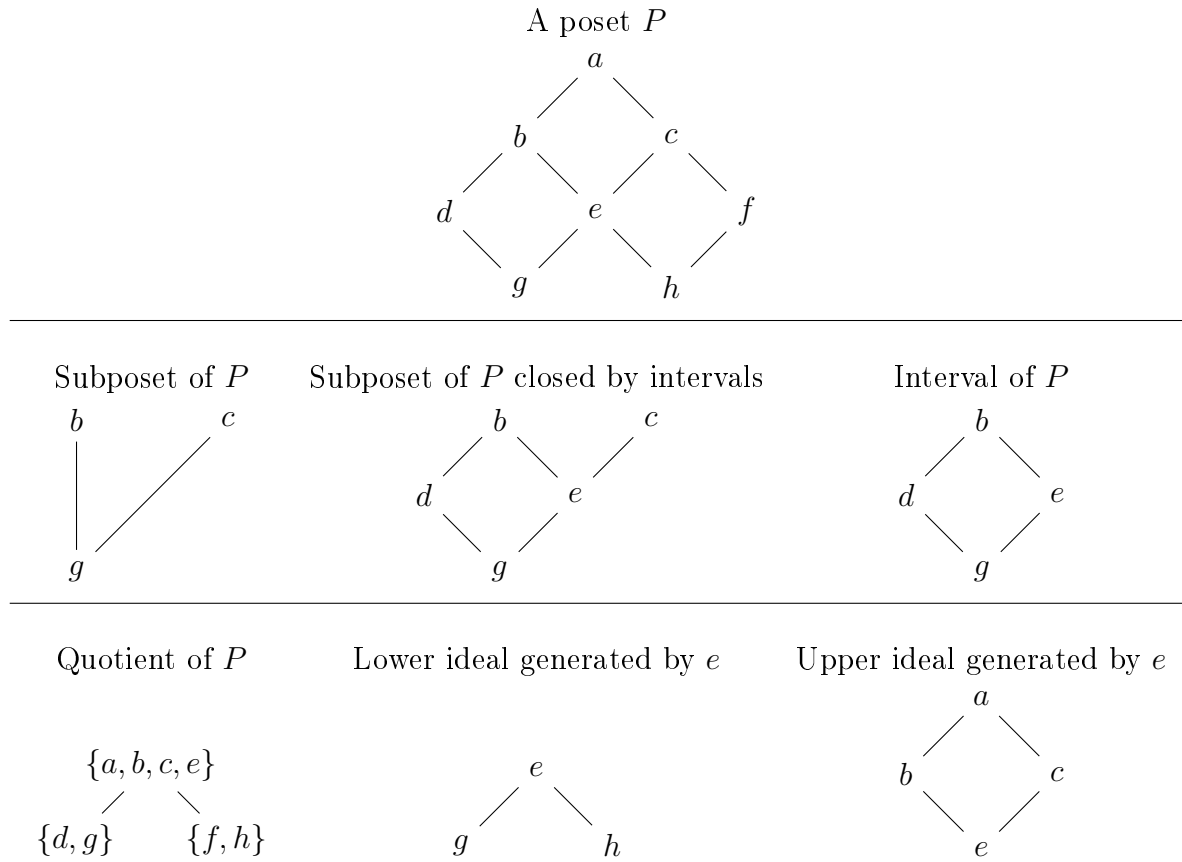 A poset P
a
b c
d e f
g h
Subposet of P Subposet of P closed by intervals Interval of P
b c b c b
d e d e
g g g
Quotient of P Lower ideal generated by e Upper ideal generated by e
a
{a, b, c, e} e b c
{d, g} {f, h} g h e